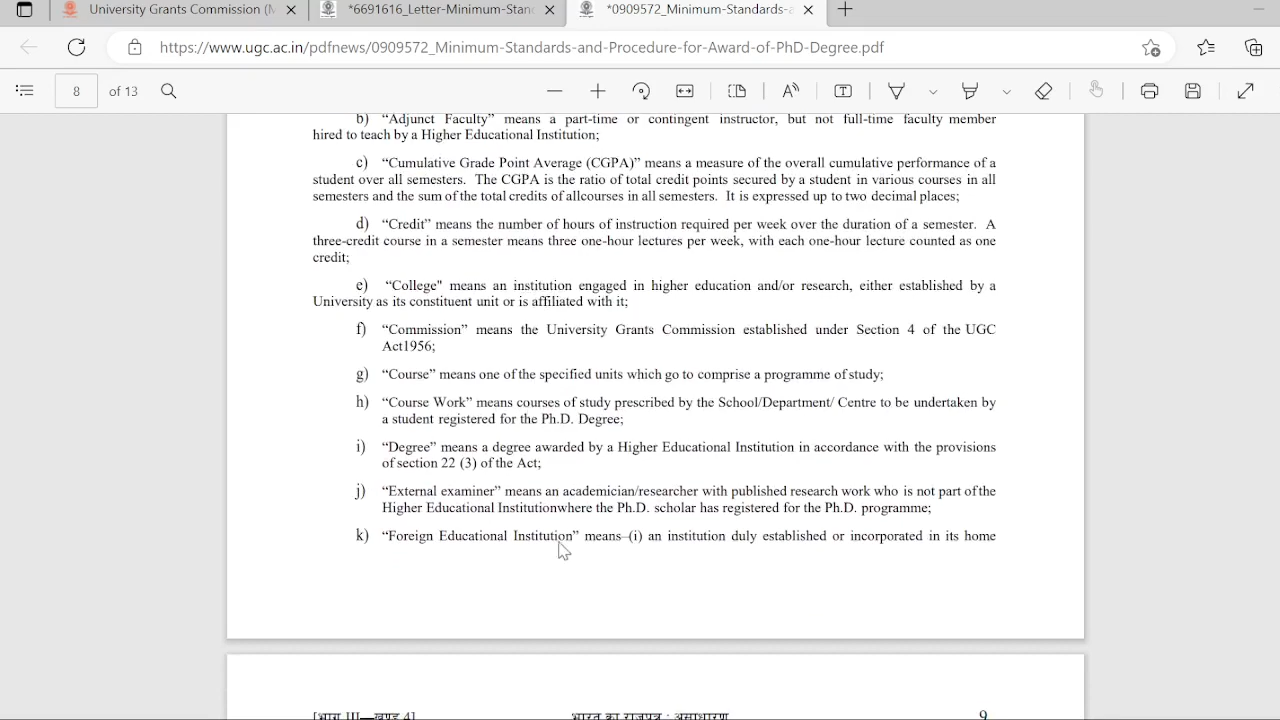 University Grants Commission (M
*6691616_Letter-Minimum-Stan
*0909572_Minimum-Standards-a
https://www.ugc.ac.in/pdfnews/0909572_Minimum-Standards-and-Procedure-for-Award-of-PhD-Degree.pdf
8 of 13
b) “Adjunct Faculty” means a part-time or contingent instructor, but not full-time faculty member
hired to teach by a Higher Educational Institution;
c) “Cumulative Grade Point Average (CGPA)” means a measure of the overall cumulative performance of a
student over all semesters. The CGPA is the ratio of total credit points secured by a student in various courses in all
semesters and the sum of the total credits of allcourses in all semesters. It is expressed up to two decimal places;
d) “Credit” means the number of hours of instruction required per week over the duration of a semester. A
three-credit course in a semester means three one-hour lectures per week, with each one-hour lecture counted as one
credit;
e) “College" means an institution engaged in higher education and/or research, either established by a
University as its constituent unit or is affiliated with it;
f) “Commission” means the University Grants Commission established under Section 4 of the UGC
Act1956;
g) “Course” means one of the specified units which go to comprise a programme of study;
h) “Course Work” means courses of study prescribed by the School/Department/ Centre to be undertaken by
a student registered for the Ph.D. Degree;
i) “Degree” means a degree awarded by a Higher Educational Institution in accordance with the provisions
of section 22 (3) of the Act;
j) “External examiner” means an academician/researcher with published research work who is not part of the
Higher Educational Institutionwhere the Ph.D. scholar has registered for the Ph.D. programme;
k) “Foreign Educational Institution” means–(i) an institution duly established or incorporated in its home
[भाग III—खण्ड 4] भारत का राजपत्र : असाधारण 9